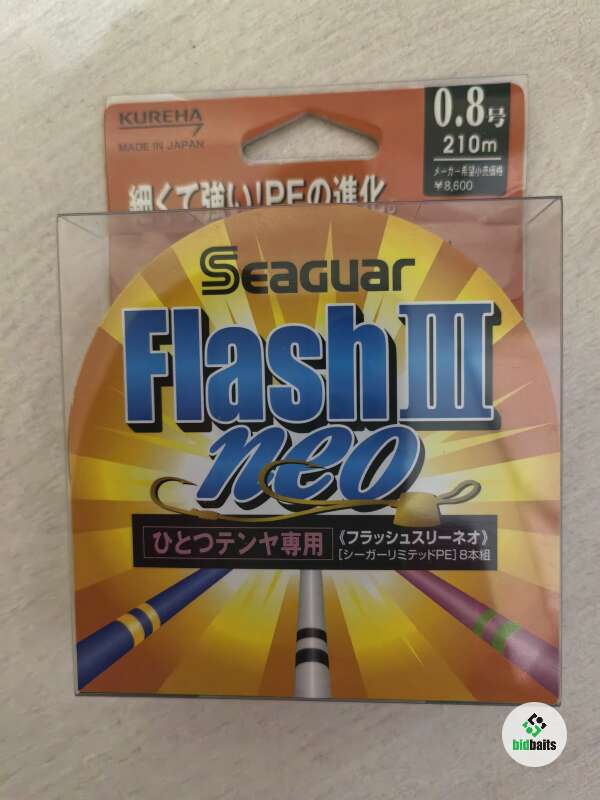 KUREHA
MADE IN JAPAN
0.8号
210m
メーカー希望小売価格
¥8,600
細くて強い!PEの進化
SEAGUAR
Flash III
neo
ひとつテンヤ専用
《フラッシュスリーネオ》
[シーガーリミテッドPE] 8本組
bidbaits